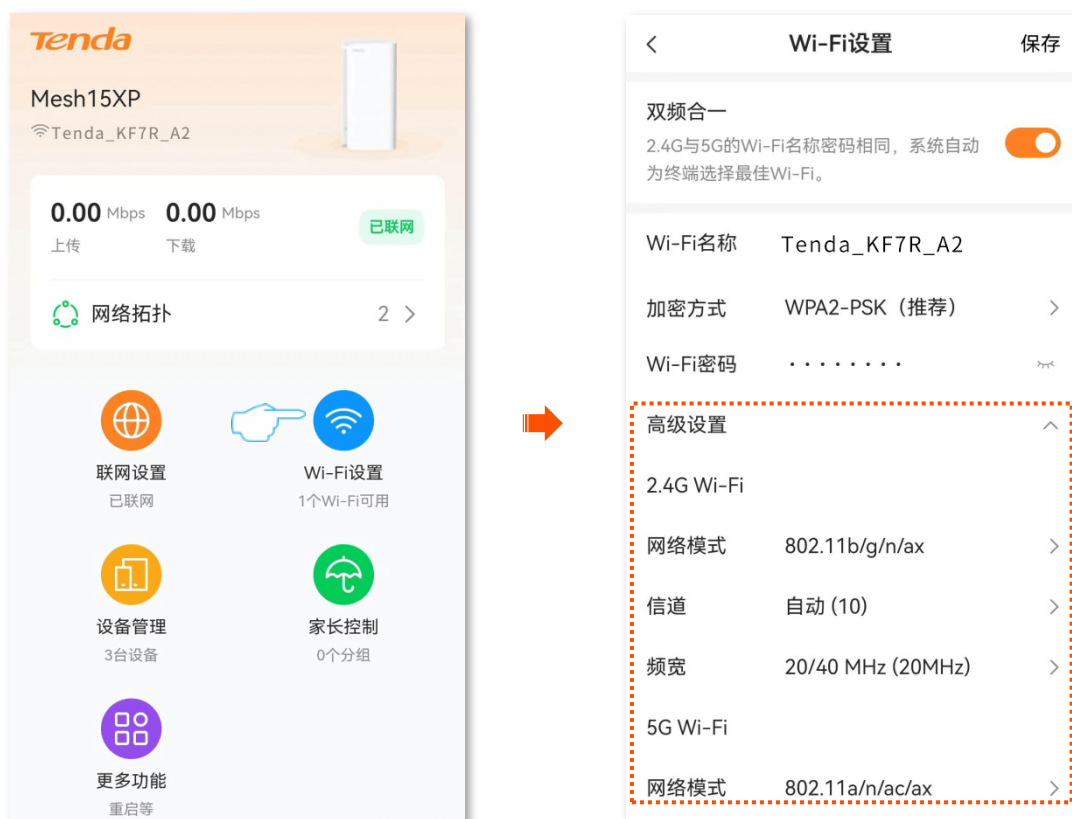 Tenda
Mesh15XP
Tenda_KF7R_A2
0.00 Mbps 0.00 Mbps
上传 下载
已联网
网络拓扑 2
联网设置
已联网
Wi-Fi设置
1个Wi-Fi可用
设备管理
3台设备
家长控制
0个分组
更多功能
重启等
Wi-Fi设置 保存
双频合一
2.4G与5G的Wi-Fi名称密码相同，系统自动
为终端选择最佳Wi-Fi。
Wi-Fi名称 Tenda_KF7R_A2
加密方式 WPA2-PSK（推荐）
Wi-Fi密码 ········
高级设置
2.4G Wi-Fi
网络模式 802.11b/g/n/ax
信道 自动 (10)
频宽 20/40 MHz (20MHz)
5G Wi-Fi
网络模式 802.11a/n/ac/ax